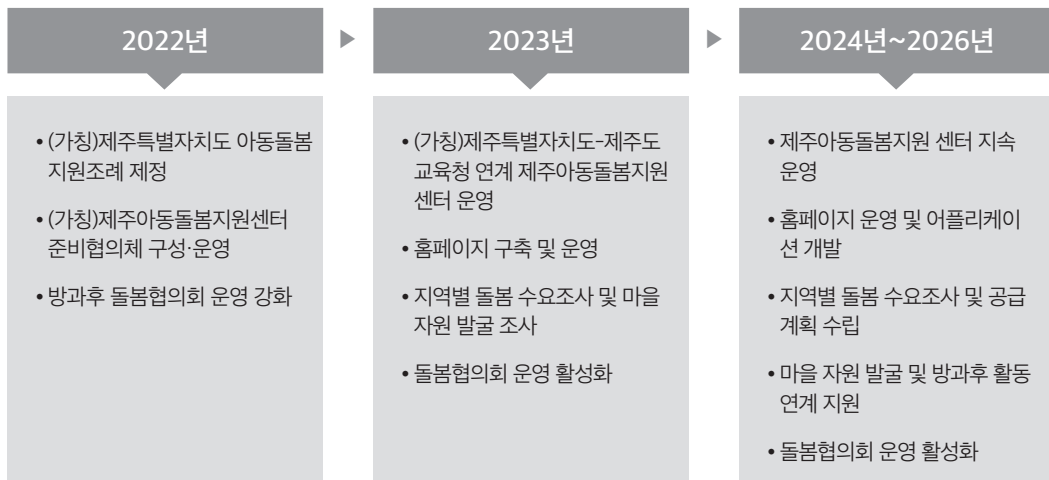 2022년
• (가칭)제주특별자치도 아동돌봄
지원조례 제정
• (가칭)제주아동돌봄지원센터
준비협의체 구성·운영
• 방과후 돌봄협의회 운영 강화
▶
2023년
• (가칭)제주특별자치도-제주도
교육청 연계 제주아동돌봄지원
센터 운영
• 홈페이지 구축 및 운영
• 지역별 돌봄 수요조사 및 마을
자원 발굴 조사
• 돌봄협의회 운영 활성화
▶
2024년~2026년
• 제주아동돌봄지원 센터 지속
운영
• 홈페이지 운영 및 어플리케이
션 개발
• 지역별 돌봄 수요조사 및 공급
계획 수립
• 마을 자원 발굴 및 방과후 활동
연계 지원
• 돌봄협의회 운영 활성화